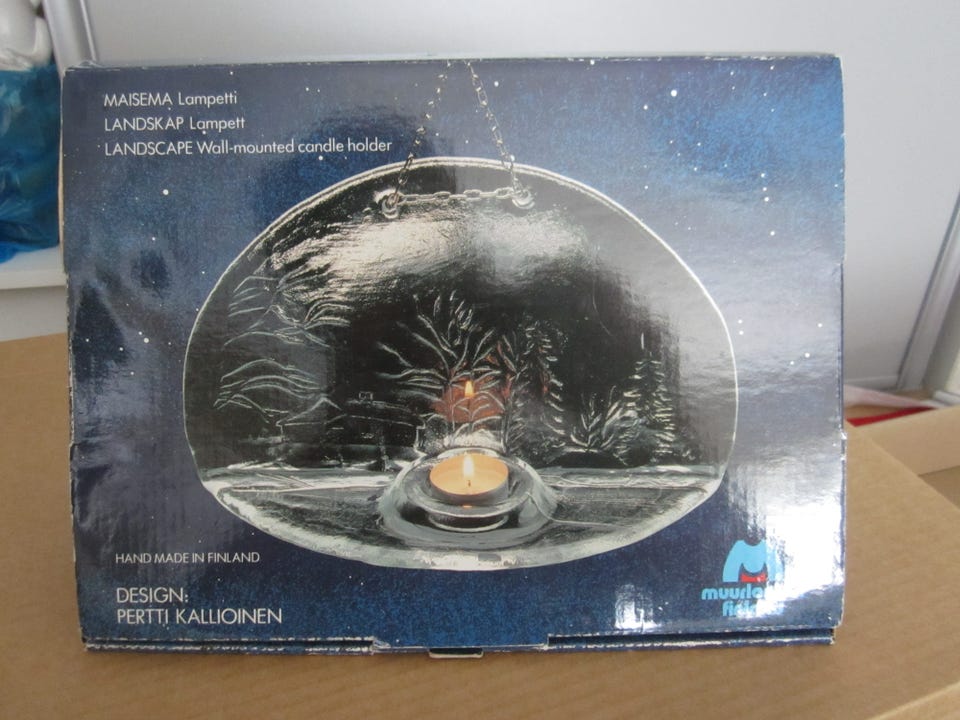 MAISEMA Lampetti
LANDSKAP Lampett
LANDSCAPE Wall-mounted candle holder
HAND MADE IN FINLAND
DESIGN:
PERTTI KALLIOINEN